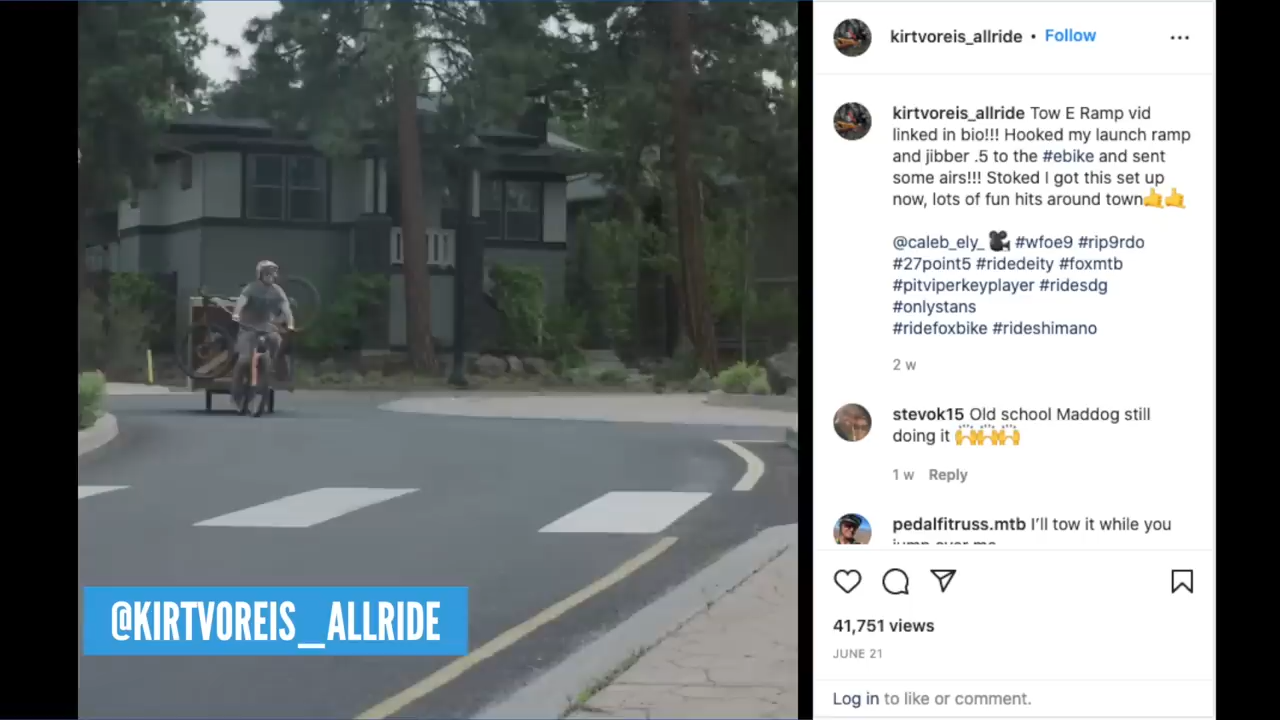 kirtvoreis_allride • Follow
kirtvoreis_allride Tow E Ramp vid
linked in bio!!! Hooked my launch ramp
and jibber .5 to the #ebike and sent
some airs!!! Stoked I got this set up
now, lots of fun hits around town🤙🤙
@caleb_ely_ 🎥 #wfoe9 #rip9rdo
#27point5 #ridedeity #foxmtb
#pitviperkeyplayer #ridesdg
#onlystans
#ridefoxbike #rideshimano
2 w
stevok15 Old school Maddog still
doing it 🙌🙌🙌
1 w Reply
pedalfitruss.mtb I'll tow it while you
jump over me
41,751 views
JUNE 21
Log in to like or comment.
@KIRTVOREIS_ALLRIDE